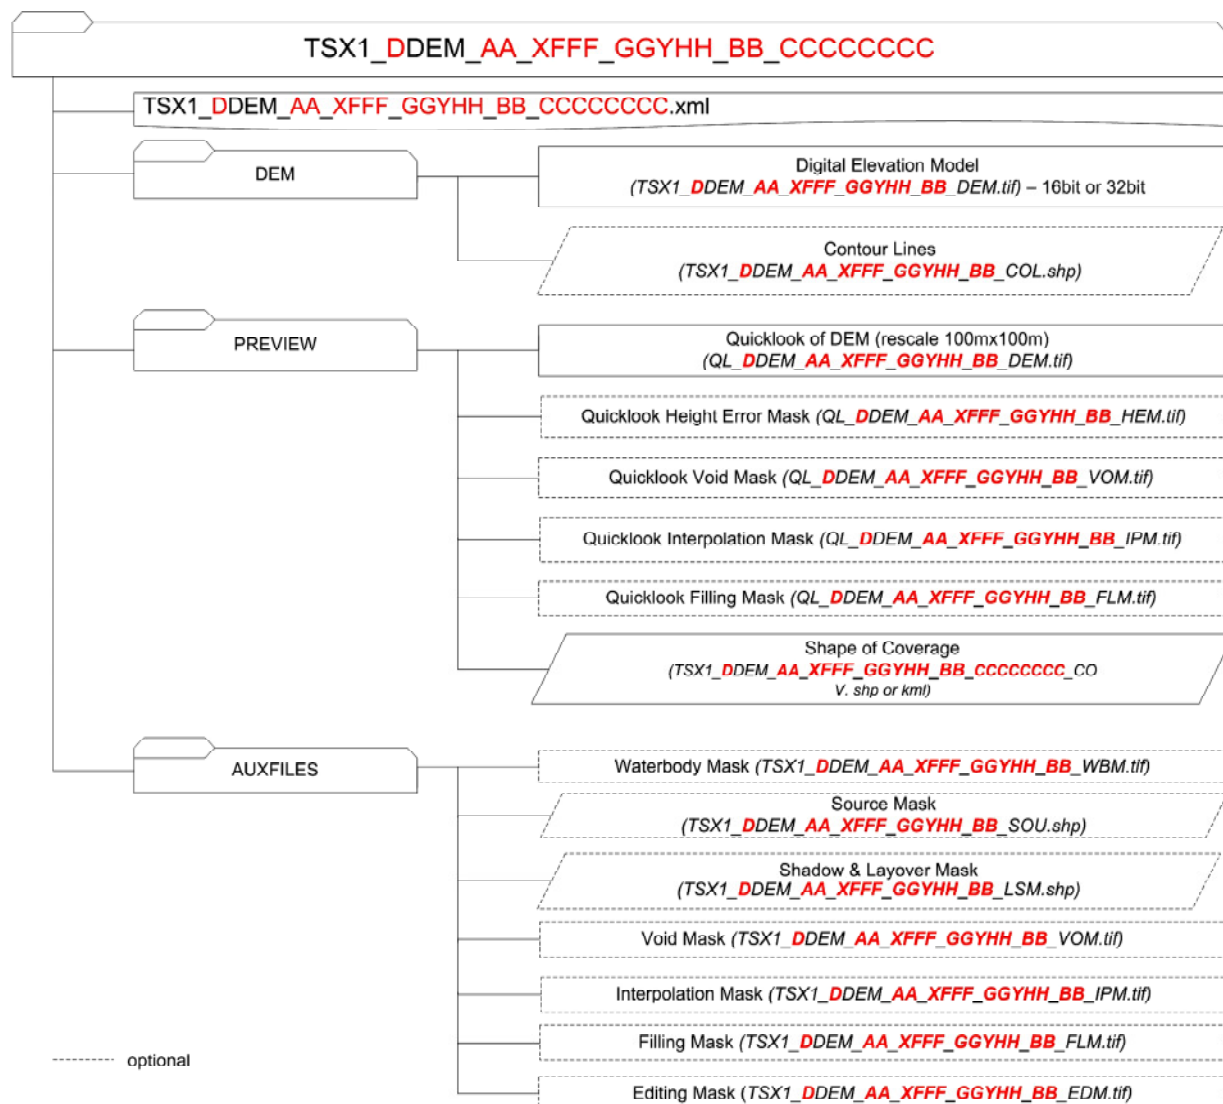 TSX1_DDEM_AA_XFFF_GGYHH_BB_CCCCCCCC
TSX1_DDEM_AA_XFFF_GGYHH_BB_CCCCCCCC.xml
DEM
Digital Elevation Model
(TSX1_DDEM_AA_XFFF_GGYHH_BB_DEM.tif) – 16bit or 32bit
Contour Lines
(TSX1_DDEM_AA_XFFF_GGYHH_BB_COL.shp)
PREVIEW
Quicklook of DEM (rescale 100mx100m)
(QL_DDEM_AA_XFFF_GGYHH_BB_DEM.tif)
Quicklook Height Error Mask (QL_DDEM_AA_XFFF_GGYHH_BB_HEM.tif)
Quicklook Void Mask (QL_DDEM_AA_XFFF_GGYHH_BB_VOM.tif)
Quicklook Interpolation Mask (QL_DDEM_AA_XFFF_GGYHH_BB_IPM.tif)
Quicklook Filling Mask (QL_DDEM_AA_XFFF_GGYHH_BB_FLM.tif)
Shape of Coverage
(TSX1_DDEM_AA_XFFF_GGYHH_BB_CCCCCCCC_CO
V. shp or kml)
AUXFILES
Waterbody Mask (TSX1_DDEM_AA_XFFF_GGYHH_BB_WBM.tif)
Source Mask
(TSX1_DDEM_AA_XFFF_GGYHH_BB_SOU.shp)
Shadow & Layover Mask
(TSX1_DDEM_AA_XFFF_GGYHH_BB_LSM.shp)
Void Mask (TSX1_DDEM_AA_XFFF_GGYHH_BB_VOM.tif)
Interpolation Mask (TSX1_DDEM_AA_XFFF_GGYHH_BB_IPM.tif)
Filling Mask (TSX1_DDEM_AA_XFFF_GGYHH_BB_FLM.tif)
optional
Editing Mask (TSX1_DDEM_AA_XFFF_GGYHH_BB_EDM.tif)